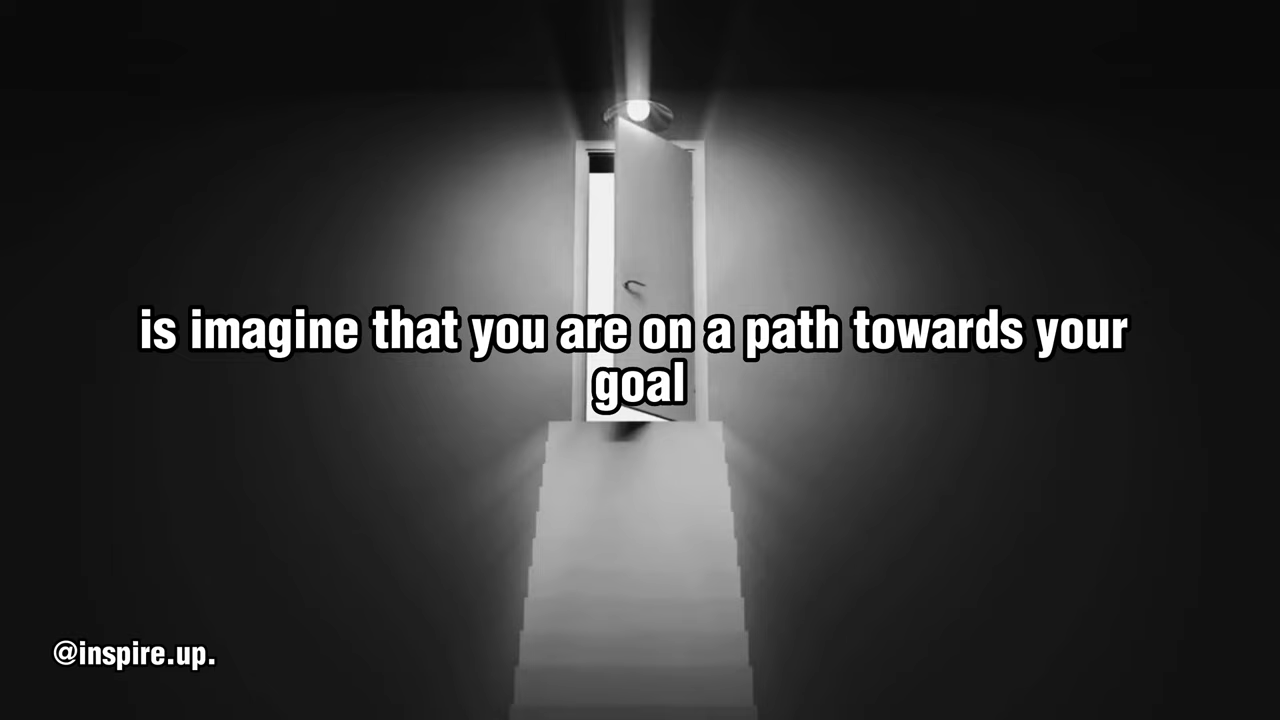 is imagine that you are on a path towards your
goal
@inspire.up.